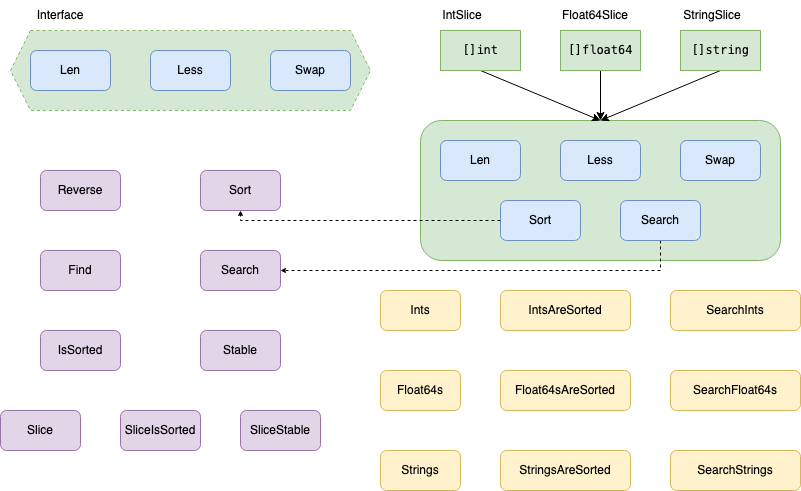 Interface
IntSlice
Float64Slice
StringSlice
Len
Less
Swap
[]int
[]float64
[]string
Len
Less
Swap
Reverse
Sort
Sort
Search
Find
Search
Ints
IntsAreSorted
SearchInts
IsSorted
Stable
Float64s
Float64sAreSorted
SearchFloat64s
Slice
SliceIsSorted
SliceStable
Strings
StringsAreSorted
SearchStrings